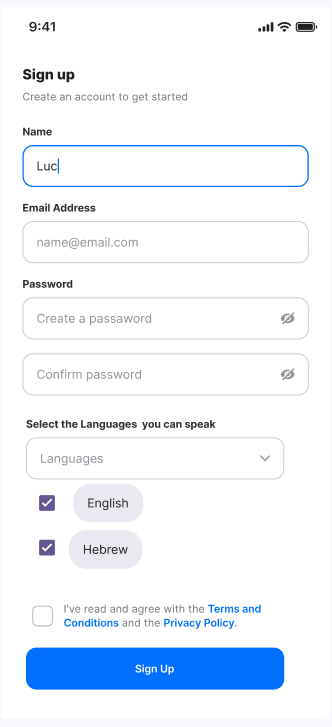 9:41
Sign up
Create an account to get started
Name
Luc
Email Address
name@email.com
Password
Create a passaword
Confirm password
Select the Languages  you can speak
Languages
English
Hebrew
I've read and agree with the Terms and
Conditions and the Privacy Policy.
Sign Up